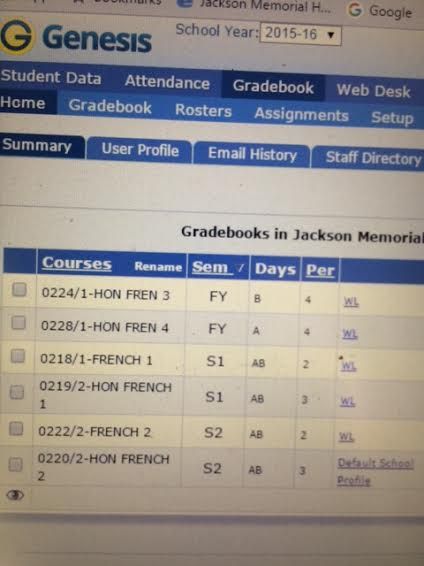 Bookmarks Jackson Memorial H... Google
Genesis School Year: 2015-16
Student Data Attendance Gradebook Web Desk
Home Gradebook Rosters Assignments Setup
Summary User Profile Email History Staff Directory
Gradebooks in Jackson Memorial
Courses Rename Sem Days Per
0224/1-HON FREN 3 FY B 4 WL
0228/1-HON FREN 4 FY A 4 WL
0218/1-FRENCH 1 S1 AB 2 WL
0219/2-HON FRENCH
1 S1 AB 3 WL
0222/2-FRENCH 2 S2 AB 2 WL
0220/2-HON FRENCH
2 S2 AB 3 Default School
Profile